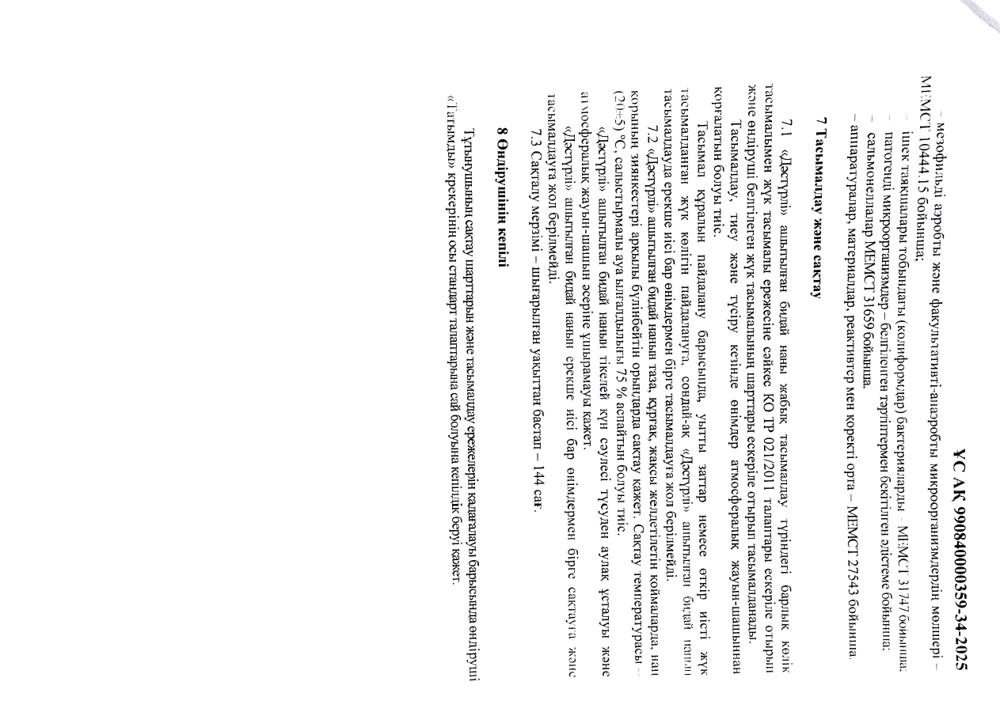 ҰС АҚ 990840000359-34-2025
– мезофильді аэробты және факультативті-анаэробты микроорганизмдердің мөлшері –
МЕМСТ 10444.15 бойынша;
– ішек таяқшалары тобындағы (колиформдар) бактерияларды – МЕМСТ 31747 бойынша;
– патогенді микроорганизмдер – белгіленген тәртіптермен бекітілген әдістеме бойынша;
– сальмонеллалар МЕМСТ 31659 бойынша.
– аппаратуралар, материалдар, реактивтер мен қоректі орта – МЕМСТ 27543 бойынша.
7 Тасымалдау және сақтау
7.1 «Дәстүрлі» ашытылған бидай наны жабық тасымалдау түріндегі барлық көлік
тасымалымен жүк тасымалы ережесіне сәйкес КО ТР 021/2011 талаптары ескеріле отырып
және өндіруші белгілеген жүк тасымалының шарттары ескеріле отырып тасымалданады.
Тасымалдау, тиеу және түсіру кезінде өнімдер атмосфералық жауын-шашыннан
қорғалатын болуы тиіс.
Тасымал құралын пайдалану барысында, уытты заттар немесе өткір иісті жүк
тасымалданған жүк көлігін пайдалануға, сондай-ақ «Дәстүрлі» ашытылған бидай нанын
тасымалдауда ерекше иісі бар өнімдермен бірге тасымалдауға жол берілмейді.
7.2 «Дәстүрлі» ашытылған бидай нанын таза, құрғақ, жақсы желдетілетін қоймаларда, нан
қорының зиянкестері арқылы бүлінбейтін орындарда сақтау қажет. Сақтау температурасы –
(20±5) °С, салыстырмалы ауа ылғалдылығы 75 % аспайтын болуы тиіс.
«Дәстүрлі» ашытылған бидай нанын тікелей күн сәулесі түсуден аулақ ұсталуы және
атмосфералық жауын-шашын әсеріне ұшырамауы қажет.
«Дәстүрлі» ашытылған бидай нанын ерекше иісі бар өнімдермен бірге сақтауға және
тасымалдауға жол берілмейді.
7.3 Сақталу мерзімі – шығарылған уақыттан бастап – 144 сағ.
8 Өндірушінің кепілі
Тұтынушының сақтау шарттарын және тасымалдау ережелерін қадағалауы барысында өндіруші
«Татымды» крекерінің осы стандарт талаптарына сай болуына кепілдік беруі қажет.